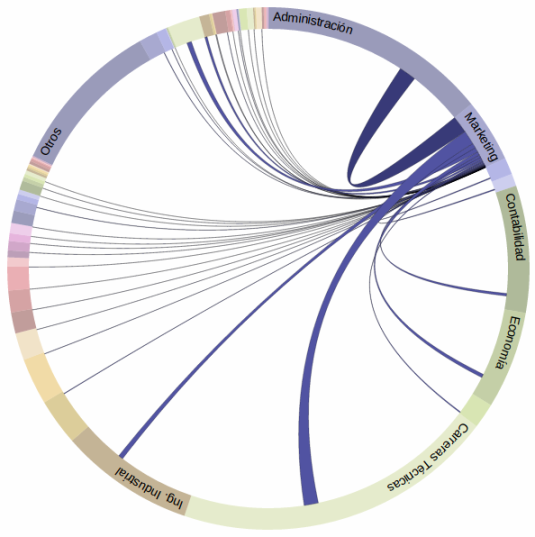 Administración
Marketing
Contabilidad
Economía
Carreras Técnicas
Ing. Industrial
Otros